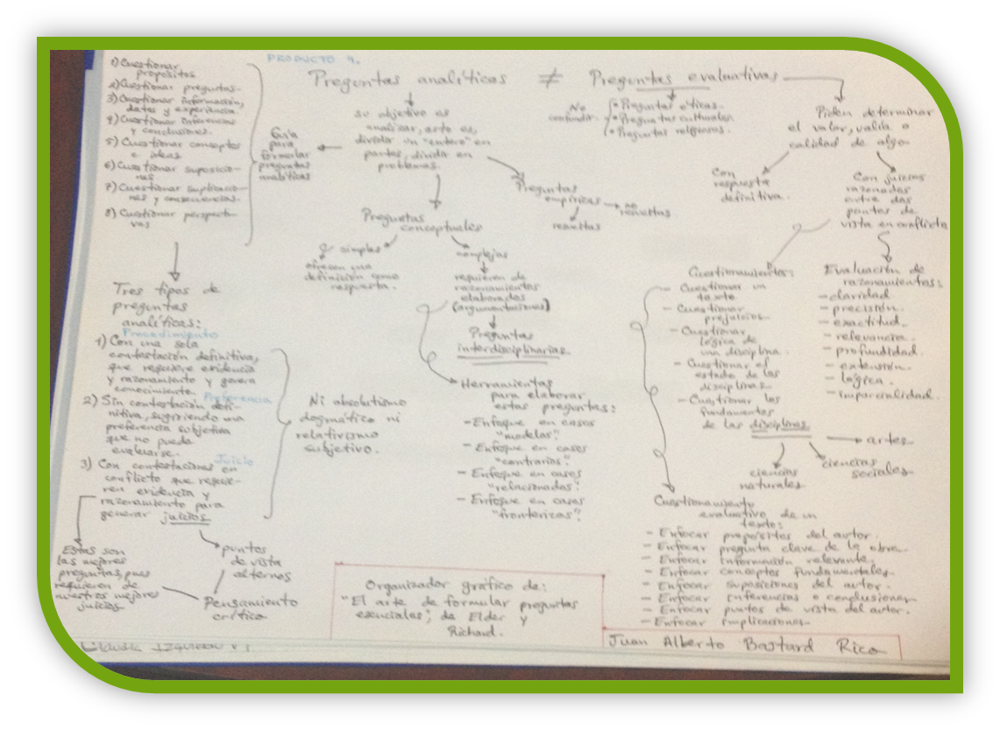 PRODUCTO 4.
Preguntas analíticas ≠ Preguntas evaluativas
1) Cuestionar
propósitos
2) Cuestionar preguntas.
3) Cuestionar información,
datos y experiencia.
4) Cuestionar inferencias
y conclusiones.
5) Cuestionar conceptos
e ideas
6) Cuestionar suposicio-
nes
7) Cuestionar implicacio-
nes y consecuencias.
8) Cuestionar perspecti-
vas
Guía
para
formular
preguntas
analíticas
su objetivo es
analizar, esto es,
dividir un "entero" en
partes, dividir en
problemas.
Preguntas
empíricas
no
resueltas.
resueltas
Preguntas
conceptuales
simples
ofrecen una
definición como
respuesta.
complejas
requieren de
razonamientos
elaborados
(argumentaciones)
Preguntas
interdisciplinarias.
Herramientas
para elaborar
estas preguntas:
- Enfoque en casos
"modelos"
- Enfoque en casos
"contrarios".
- Enfoque en casos
"relacionados".
- Enfoque en casos
"fronterizos".
No
confundir:
• Preguntas éticas.
• Preguntas culturales.
• Preguntas religiosas.
Piden determinar
el valor, valía o
calidad de algo
Con
respuesta
definitiva.
Con juicios
razonados
entre dos
puntos de
vista en conflicto
Cuestionamientos:
- Cuestionar un
texto.
- Cuestionar
prejuicios.
- Cuestionar
lógica de
una disciplina.
- Cuestionar el
estado de las
disciplinas
- Cuestionar los
fundamentos
de las disciplinas
artes
ciencias
sociales
ciencias
naturales
Evaluación de
razonamientos:
- claridad
- precisión.
- exactitud.
- relevancia.
- profundidad.
- extensión.
- lógica.
- imparcialidad.
Cuestionamiento
evaluativo de un
texto:
- Enfocar propósitos del autor.
- Enfocar pregunta clave de la obra.
- Enfocar información relevante.
- Enfocar conceptos fundamentales.
- Enfocar suposiciones del autor.
- Enfocar inferencias o conclusiones
- Enfocar puntos de vista del autor.
- Enfocar implicaciones
Tres tipos de
preguntas
analíticas:
Procedimiento
1) Con una sola
contestación definitiva,
que requiere evidencia
y razonamiento y genera
conocimiento.
Preferencia
2) Sin contestación defi-
nitiva, sugiriendo una
preferencia subjetiva
que no puede
evaluarse.
Juicio
3) Con contestaciones en
conflicto que requie-
ren evidencia y
razonamiento para
generar juicios
Ni absolutismo
dogmático ni
relativismo
subjetivo.
Estas son
las mejores
preguntas, pues
requieren de
nuestros mejores
juicios
puntos
de vista
alternos
Pensamiento
crítico
Organizador gráfico de:
"El arte de formular preguntas
esenciales", de Elder y
Richard.
Juan Alberto Bastard Rico